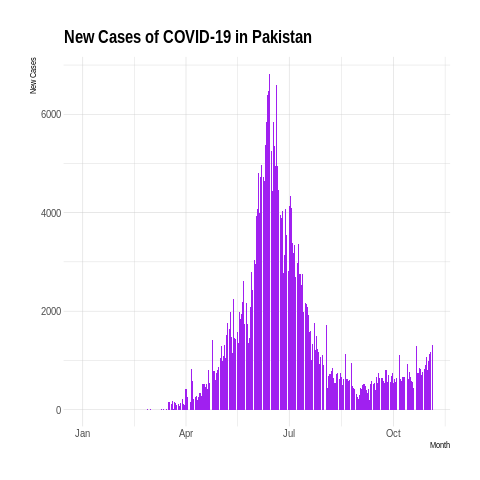 New Cases of COVID-19 in Pakistan
New Cases
6000
4000
2000
0
Jan Apr Jul Oct
Month